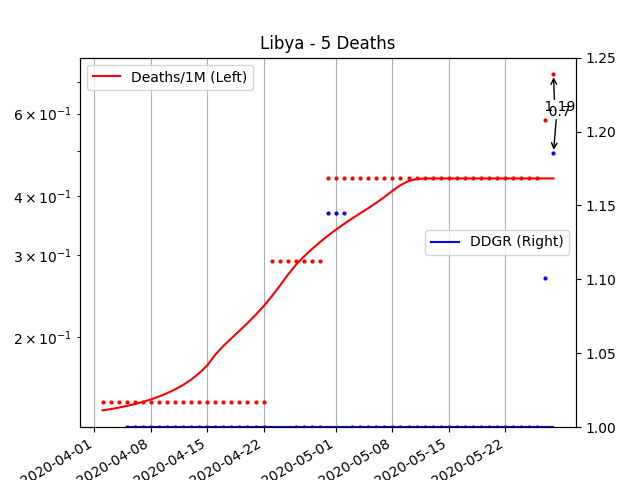 Libya - 5 Deaths
Deaths/1M (Left)
DDGR (Right)
6 × 10⁻¹
4 × 10⁻¹
3 × 10⁻¹
2 × 10⁻¹
1.25
1.20
1.15
1.10
1.05
1.00
1.19
0.7
2020-04-01
2020-04-08
2020-04-15
2020-04-22
2020-05-01
2020-05-08
2020-05-15
2020-05-22